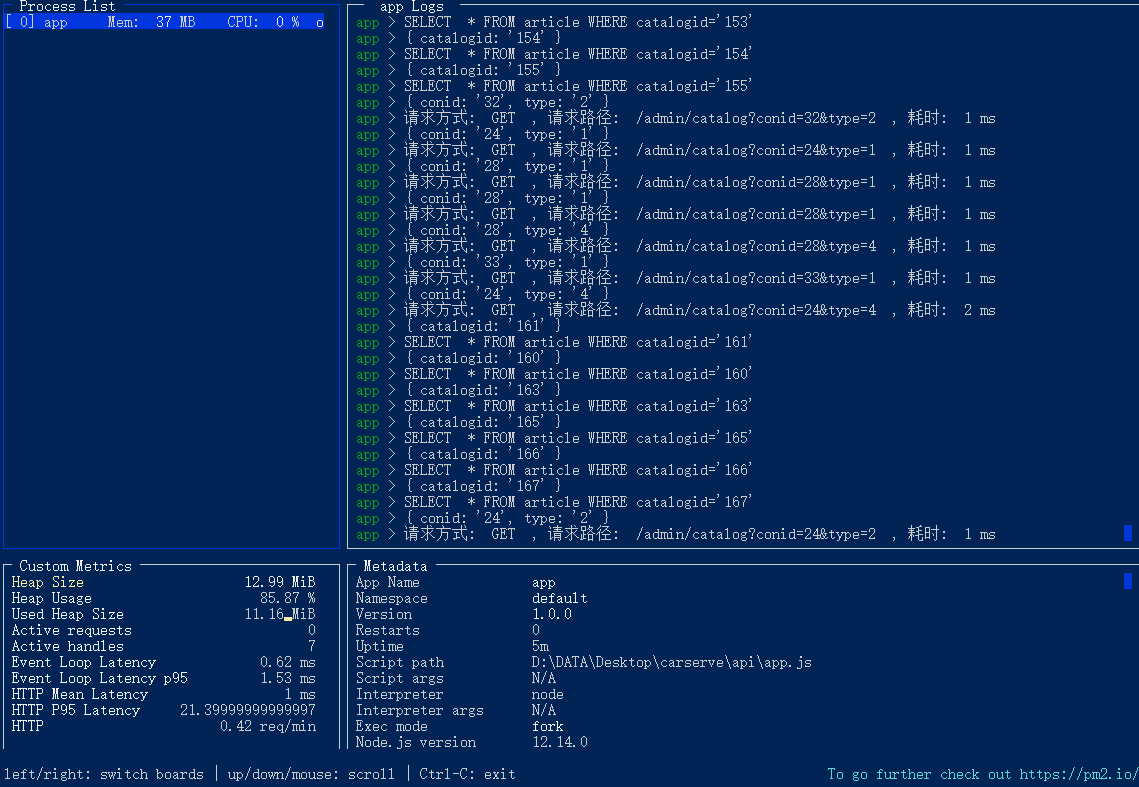 Process List
[ 0] app Mem: 37 MB CPU: 0 % o
app Logs
app > SELECT * FROM article WHERE catalogid='153'
app > { catalogid: '154' }
app > SELECT * FROM article WHERE catalogid='154'
app > { catalogid: '155' }
app > SELECT * FROM article WHERE catalogid='155'
app > { conid: '32', type: '2' }
app > 请求方式: GET , 请求路径: /admin/catalog?conid=32&type=2 , 耗时: 1 ms
app > { conid: '24', type: '1' }
app > 请求方式: GET , 请求路径: /admin/catalog?conid=24&type=1 , 耗时: 1 ms
app > { conid: '28', type: '1' }
app > 请求方式: GET , 请求路径: /admin/catalog?conid=28&type=1 , 耗时: 1 ms
app > { conid: '28', type: '1' }
app > 请求方式: GET , 请求路径: /admin/catalog?conid=28&type=1 , 耗时: 1 ms
app > { conid: '28', type: '4' }
app > 请求方式: GET , 请求路径: /admin/catalog?conid=28&type=4 , 耗时: 1 ms
app > { conid: '33', type: '1' }
app > 请求方式: GET , 请求路径: /admin/catalog?conid=33&type=1 , 耗时: 1 ms
app > { conid: '24', type: '4' }
app > 请求方式: GET , 请求路径: /admin/catalog?conid=24&type=4 , 耗时: 2 ms
app > { catalogid: '161' }
app > SELECT * FROM article WHERE catalogid='161'
app > { catalogid: '160' }
app > SELECT * FROM article WHERE catalogid='160'
app > { catalogid: '163' }
app > SELECT * FROM article WHERE catalogid='163'
app > { catalogid: '165' }
app > SELECT * FROM article WHERE catalogid='165'
app > { catalogid: '166' }
app > SELECT * FROM article WHERE catalogid='166'
app > { catalogid: '167' }
app > SELECT * FROM article WHERE catalogid='167'
app > { conid: '24', type: '2' }
app > 请求方式: GET , 请求路径: /admin/catalog?conid=24&type=2 , 耗时: 1 ms
Custom Metrics
Heap Size 12.99 MiB
Heap Usage 85.87 %
Used Heap Size 11.16 MiB
Active requests 0
Active handles 7
Event Loop Latency 0.62 ms
Event Loop Latency p95 1.53 ms
HTTP Mean Latency 1 ms
HTTP P95 Latency 21.39999999999997
HTTP 0.42 req/min
Metadata
App Name app
Namespace default
Version 1.0.0
Restarts 0
Uptime 5m
Script path D:\DATA\Desktop\carserve\api\app.js
Script args N/A
Interpreter node
Interpreter args N/A
Exec mode fork
Node.js version 12.14.0
left/right: switch boards | up/down/mouse: scroll | Ctrl-C: exit
To go further check out https://pm2.io/